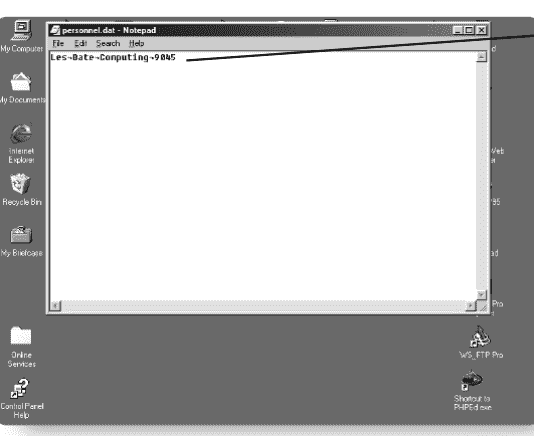 personnel.dat - Notepad
File Edit Search Help
Les¬Bate¬Computing¬9045
My Computer
My Documents
Internet
Explorer
Recycle Bin
My Briefcase
Online
Services
Control Panel
Help
Pro
WS_FTP Pro
Shortcut to
PHPEd.exe